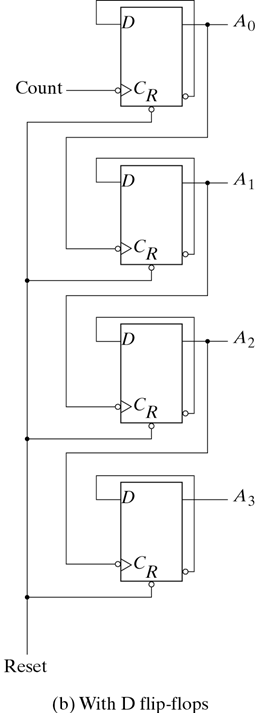 D A0
Count C
R
D A1
C
R
D A2
C
R
D A3
C
R
Reset
(b) With D flip-flops